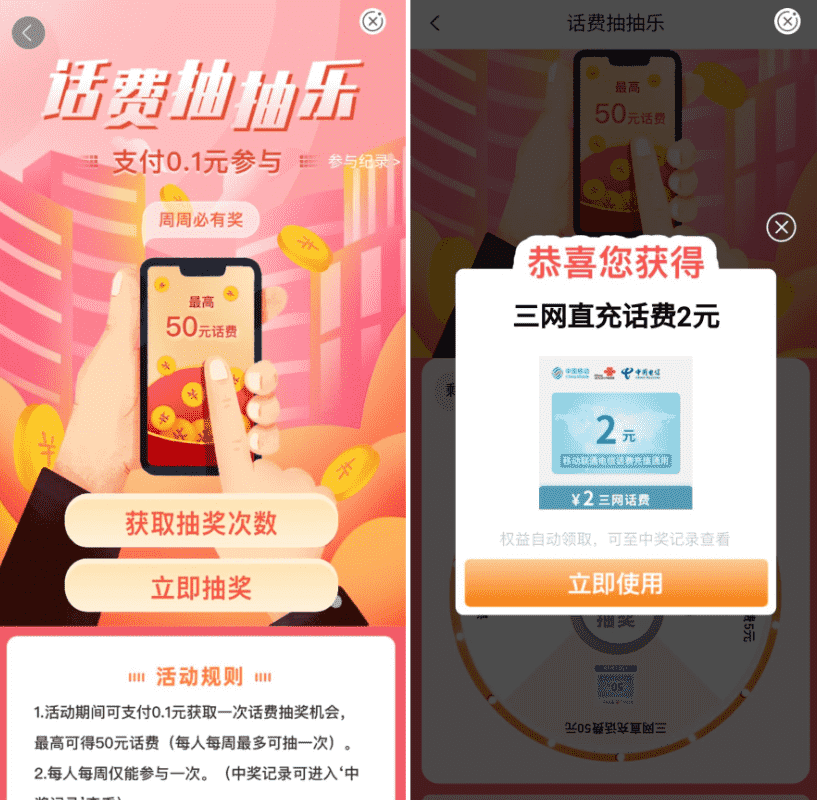 话费抽抽乐
支付0.1元参与
参与纪录>
周周必有奖
最高
50元话费
获取抽奖次数
立即抽奖
活动规则
1.活动期间可支付0.1元获取一次话费抽奖机会，
最高可得50元话费（每人每周最多可抽一次）。
2.每人每周仅能参与一次。（中奖记录可进入‘中
话费抽抽乐
最高
50元话费
恭喜您获得
三网直充话费2元
中国移动
中国电信
2元
移动联通电信话费充值通用
¥2 三网话费
权益自动领取，可至中奖记录查看
立即使用
抽奖
三网直充话费50元